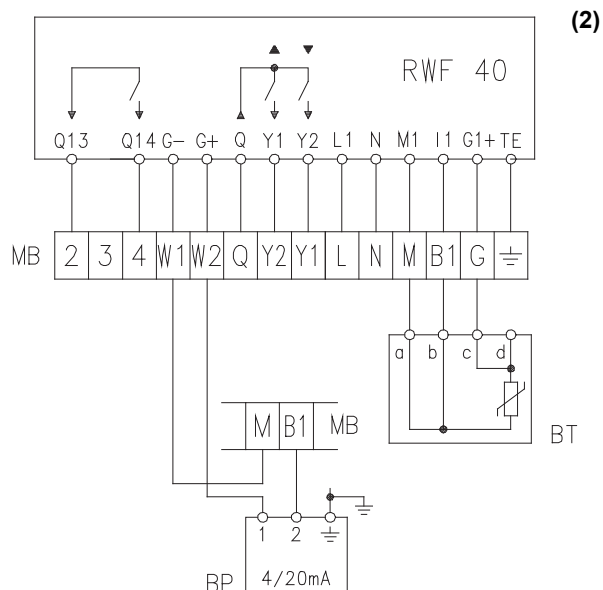 (2)
RWF 40
Q13 Q14 G- G+ Q Y1 Y2 L1 N M1 I1 G1+ TE
MB 2 3 4 W1 W2 Q Y2 Y1 L N M B1 G
a b c d
BT
M B1 MB
1 2
BP 4/20mA